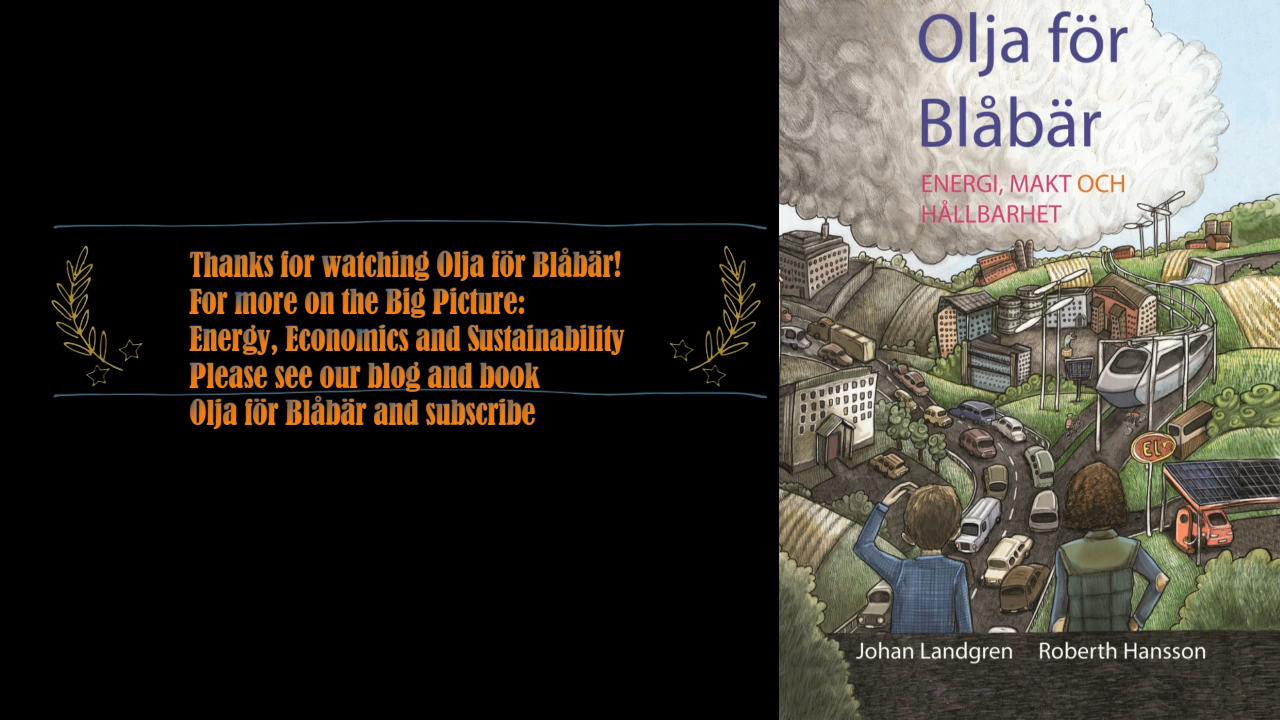 Thanks for watching Olja för Blåbär!
For more on the Big Picture:
Energy, Economics and Sustainability
Please see our blog and book
Olja för Blåbär and subscribe
Olja för
Blåbär
ENERGI, MAKT OCH
HÅLLBARHET
EL
Johan Landgren Roberth Hansson